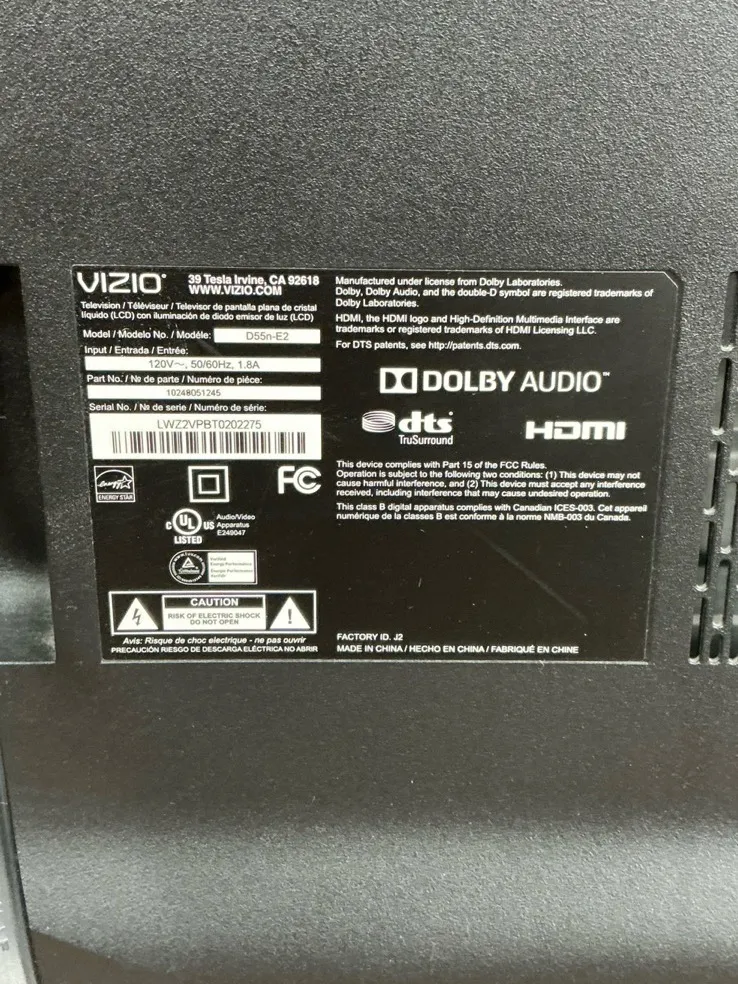 VIZIO
39 Tesla Irvine, CA 92618
WWW.VIZIO.COM
Television / Téléviseur / Televisor de pantalla plana de cristal
líquido (LCD) con iluminación de diodo emisor de luz (LCD)
Model / Modelo No. / Modéle: D55n-E2
Input / Entrada / Entrée:
120V~, 50/60Hz, 1.8A
Part No. / № de parte / Numéro de piéce:
10248051245
Serial No. / № de serie / Numéro de série:
LWZ2VPBT0202275
ENERGY STAR
FC
C UL US
LISTED
Audio/Video
Apparatus
E249047
Verified
Energy Performance
CAUTION
RISK OF ELECTRIC SHOCK
DO NOT OPEN
Avis: Risque de choc electrique - ne pas ouvrir
PRECAUCIÓN RIESGO DE DESCARGA ELÉCTRICA NO ABRIR
Manufactured under license from Dolby Laboratories.
Dolby, Dolby Audio, and the double-D symbol are registered trademarks of
Dolby Laboratories.
HDMI, the HDMI logo and High-Definition Multimedia Interface are
trademarks or registered trademarks of HDMI Licensing LLC.
For DTS patents, see http://patents.dts.com.
DOLBY AUDIO™
dts
TruSurround
HDMI
This device complies with Part 15 of the FCC Rules.
Operation is subject to the following two conditions: (1) This device may not
cause harmful interference, and (2) This device must accept any interference
received, including interference that may cause undesired operation.
This class B digital apparatus complies with Canadian ICES-003. Cet appareil
numérique de la classes B est conforme à la norme NMB-003 du Canada.
FACTORY ID. J2
MADE IN CHINA / HECHO EN CHINA / FABRIQUÉ EN CHINE